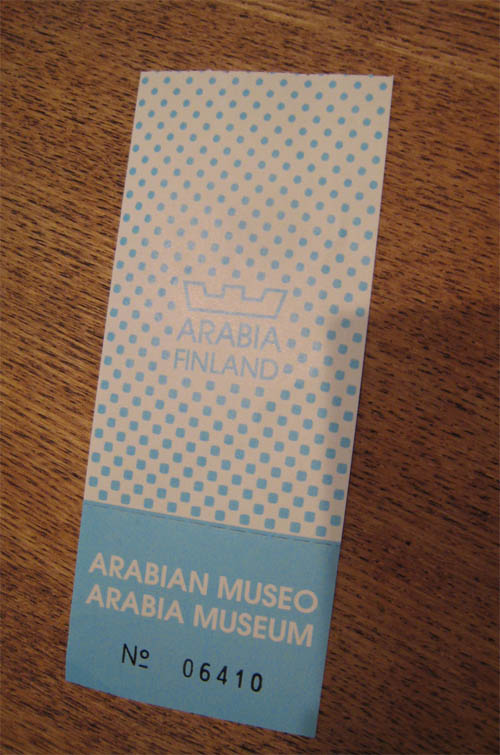 ARABIA
FINLAND
ARABIAN MUSEO
ARABIA MUSEUM
Nº 06410